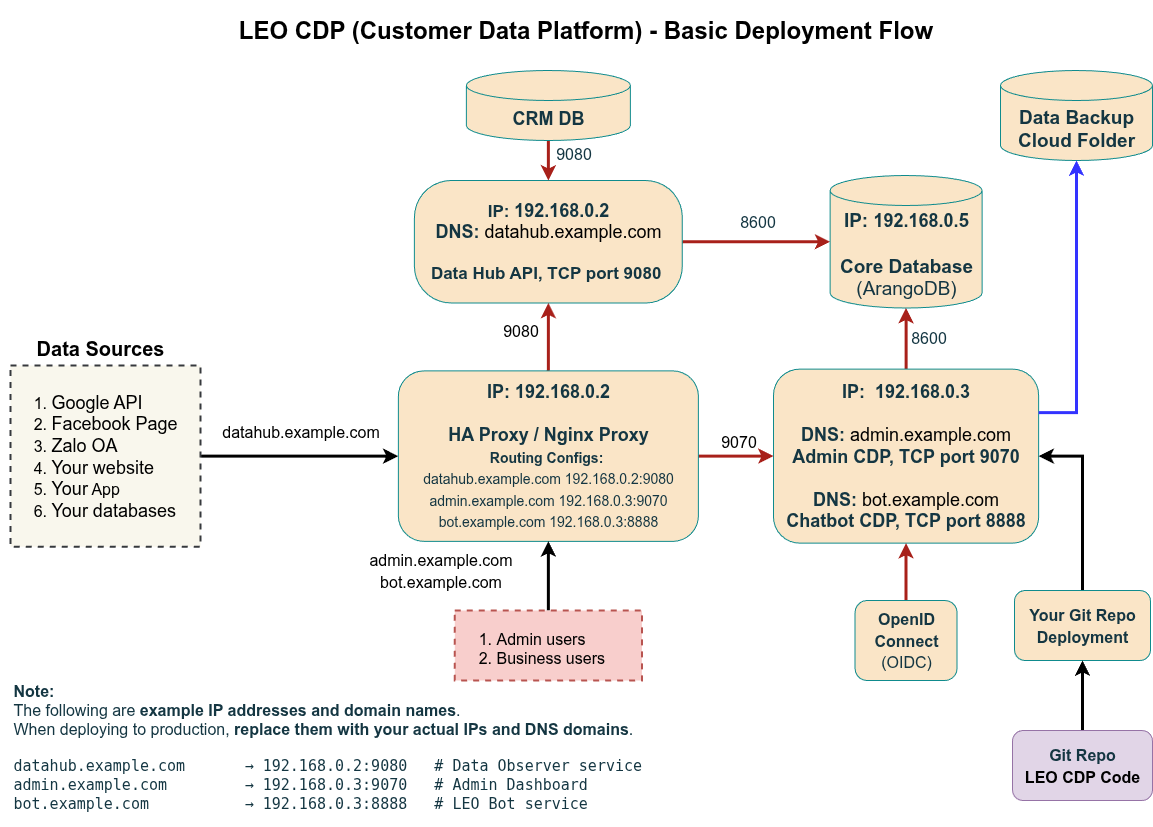 LEO CDP (Customer Data Platform) - Basic Deployment Flow
CRM DB
Data Backup
Cloud Folder
9080
IP: 192.168.0.2
DNS: datahub.example.com
Data Hub API, TCP port 9080
8600
IP: 192.168.0.5
Core Database
(ArangoDB)
9080
8600
Data Sources
1. Google API
2. Facebook Page
3. Zalo OA
4. Your website
5. Your App
6. Your databases
datahub.example.com
IP: 192.168.0.2
HA Proxy / Nginx Proxy
Routing Configs:
datahub.example.com 192.168.0.2:9080
admin.example.com 192.168.0.3:9070
bot.example.com 192.168.0.3:8888
9070
IP:  192.168.0.3
DNS: admin.example.com
Admin CDP, TCP port 9070
DNS: bot.example.com
Chatbot CDP, TCP port 8888
admin.example.com
bot.example.com
1. Admin users
2. Business users
OpenID
Connect
(OIDC)
Your Git Repo
Deployment
Git Repo
LEO CDP Code
Note:
The following are example IP addresses and domain names.
When deploying to production, replace them with your actual IPs and DNS domains.
datahub.example.com → 192.168.0.2:9080 # Data Observer service
admin.example.com → 192.168.0.3:9070 # Admin Dashboard
bot.example.com → 192.168.0.3:8888 # LEO Bot service